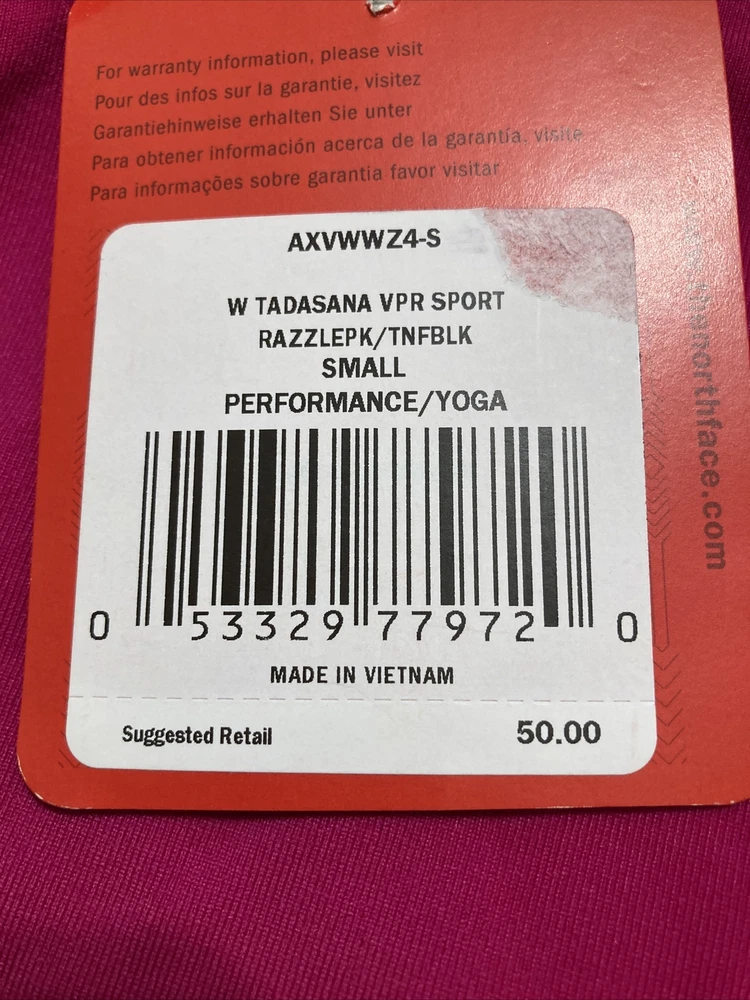 For warranty information, please visit
Pour des infos sur la garantie, visitez
Garantiehinweise erhalten Sie unter
Para obtener información acerca de la garantía, visite
Para informações sobre garantia favor visitar
www.thenorthface.com
AXVWWZ4-S
W TADASANA VPR SPORT
RAZZLEPK/TNFBLK
SMALL
PERFORMANCE/YOGA
0 53329 77972 0
MADE IN VIETNAM
Suggested Retail 50.00